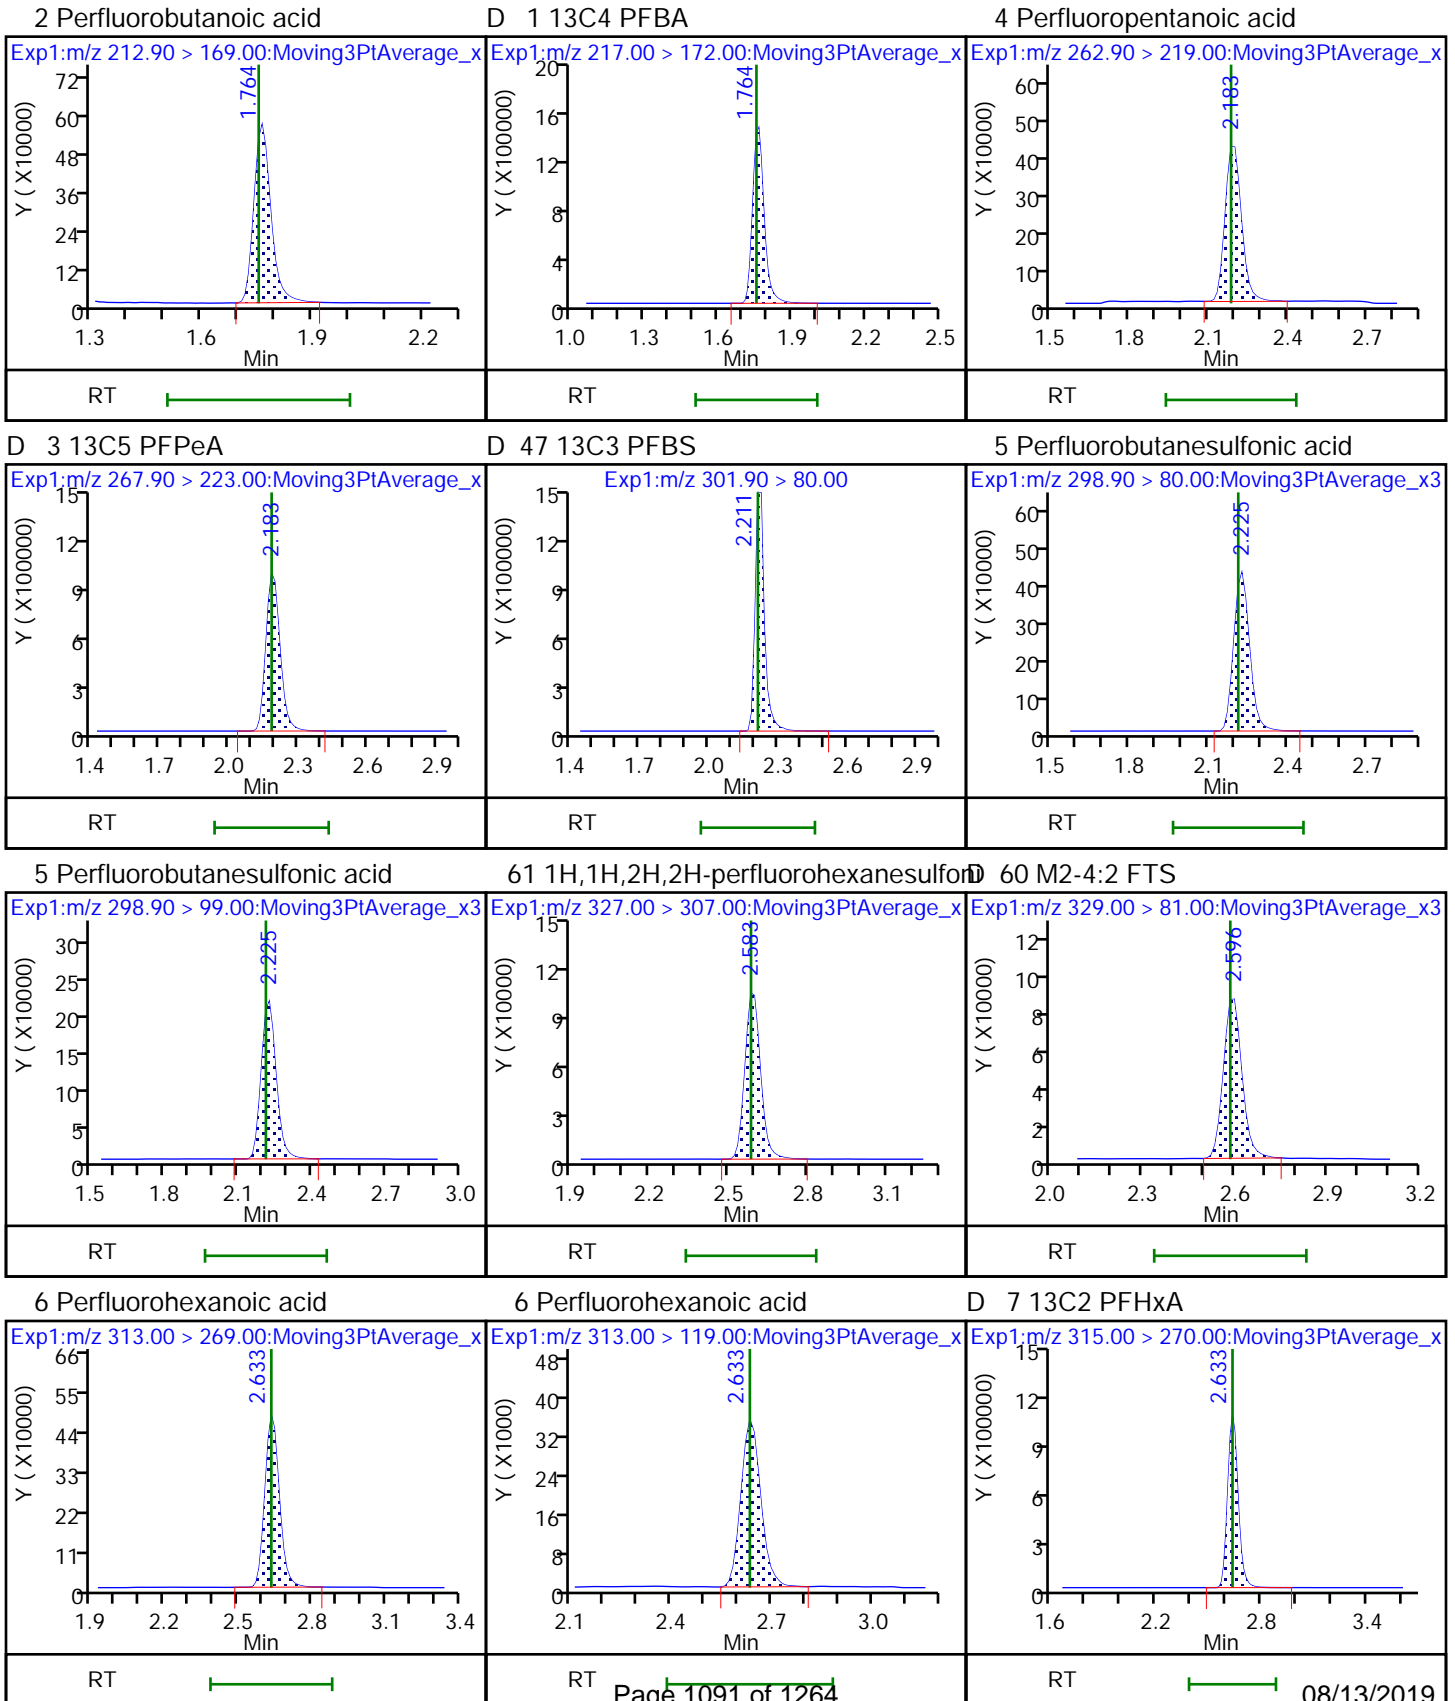 2 Perfluorobutanoic acid
Exp1:m/z 212.90 > 169.00:Moving3PtAverage_x
Y ( X10000)
72
60
48
36
24
12
0
1.764
1.3 1.6 1.9 2.2
Min
RT
D 1 13C4 PFBA
Exp1:m/z 217.00 > 172.00:Moving3PtAverage_x
Y ( X100000)
20
16
12
8
4
0
1.764
1.0 1.3 1.6 1.9 2.2 2.5
Min
RT
4 Perfluoropentanoic acid
Exp1:m/z 262.90 > 219.00:Moving3PtAverage_x
Y ( X10000)
60
50
40
30
20
10
0
2.183
1.5 1.8 2.1 2.4 2.7
Min
RT
D 3 13C5 PFPeA
Exp1:m/z 267.90 > 223.00:Moving3PtAverage_x
Y ( X100000)
15
12
9
6
3
0
2.183
1.4 1.7 2.0 2.3 2.6 2.9
Min
RT
D 47 13C3 PFBS
Exp1:m/z 301.90 > 80.00
Y ( X100000)
15
12
9
6
3
0
2.211
1.4 1.7 2.0 2.3 2.6 2.9
Min
RT
5 Perfluorobutanesulfonic acid
Exp1:m/z 298.90 > 80.00:Moving3PtAverage_x3
Y ( X10000)
60
50
40
30
20
10
0
2.225
1.5 1.8 2.1 2.4 2.7
Min
RT
5 Perfluorobutanesulfonic acid
Exp1:m/z 298.90 > 99.00:Moving3PtAverage_x3
Y ( X10000)
30
25
20
15
10
5
0
2.225
1.5 1.8 2.1 2.4 2.7 3.0
Min
RT
61 1H,1H,2H,2H-perfluorohexanesulfoni
Exp1:m/z 327.00 > 307.00:Moving3PtAverage_x
Y ( X10000)
15
12
9
6
3
0
2.583
1.9 2.2 2.5 2.8 3.1
Min
RT
D 60 M2-4:2 FTS
Exp1:m/z 329.00 > 81.00:Moving3PtAverage_x3
Y ( X10000)
12
10
8
6
4
2
0
2.596
2.0 2.3 2.6 2.9 3.2
Min
RT
6 Perfluorohexanoic acid
Exp1:m/z 313.00 > 269.00:Moving3PtAverage_x
Y ( X10000)
66
55
44
33
22
11
0
2.633
1.9 2.2 2.5 2.8 3.1 3.4
Min
RT
6 Perfluorohexanoic acid
Exp1:m/z 313.00 > 119.00:Moving3PtAverage_x
Y ( X1000)
48
40
32
24
16
8
0
2.633
2.1 2.4 2.7 3.0
Min
RT
D 7 13C2 PFHxA
Exp1:m/z 315.00 > 270.00:Moving3PtAverage_x
Y ( X100000)
15
12
9
6
3
0
2.633
1.6 2.2 2.8 3.4
Min
RT
Page 1091 of 1264
08/13/2019